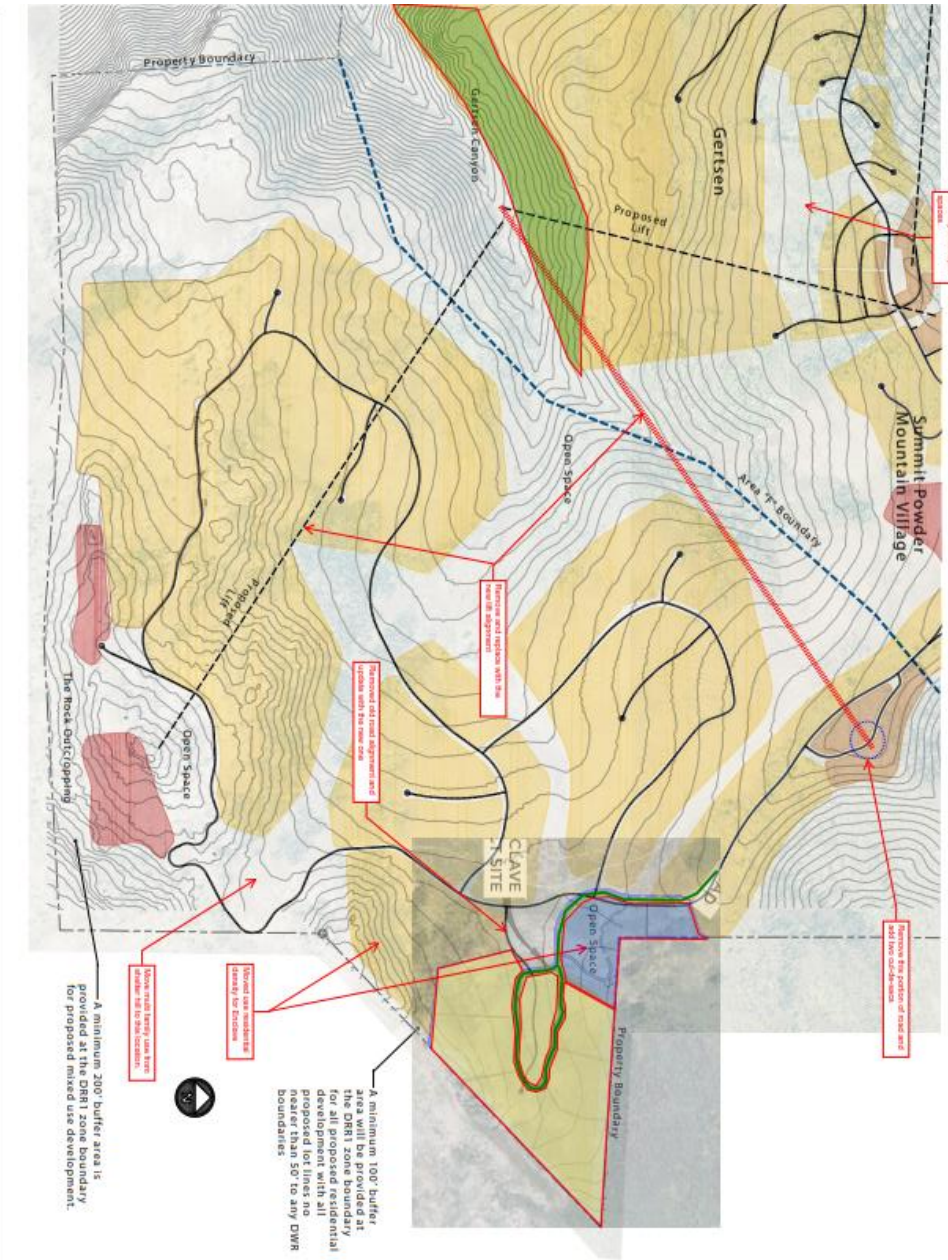 Property Boundary
Gertsen Canyon
Gertsen
Proposed
Lift
Summit Powder
Mountain Village
Open Space
Area "F" Boundary
Proposed
Lift
Remove and replace with the
new lift alignment
Removed old road alignment and
update with the new one
The Rock Outcropping
Open Space
CLAVE
T SITE
Open Space
Remove this portion of road and
add two cul-de-sacs
Moved use residential
density for Enclave
Move multi family use from
shelter hill to this location
Property Boundary
A minimum 100' buffer
area will be provided at
the DRR1 zone boundary
for all proposed residential
development with all
proposed lot lines no
nearer than 50' to any DWR
boundaries
A minimum 200' buffer area is
provided at the DRR1 zone boundary
for proposed mixed use development.
N